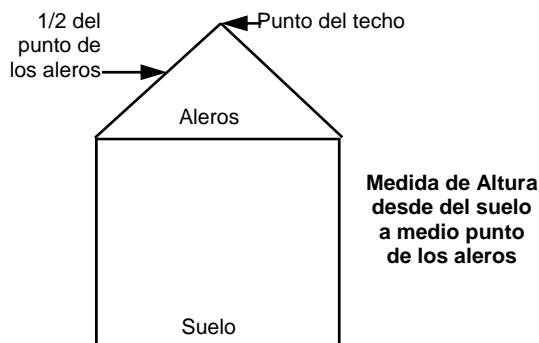 1/2 del
punto de
los aleros
Punto del techo
Aleros
Medida de Altura
desde del suelo
a medio punto
de los aleros
Suelo